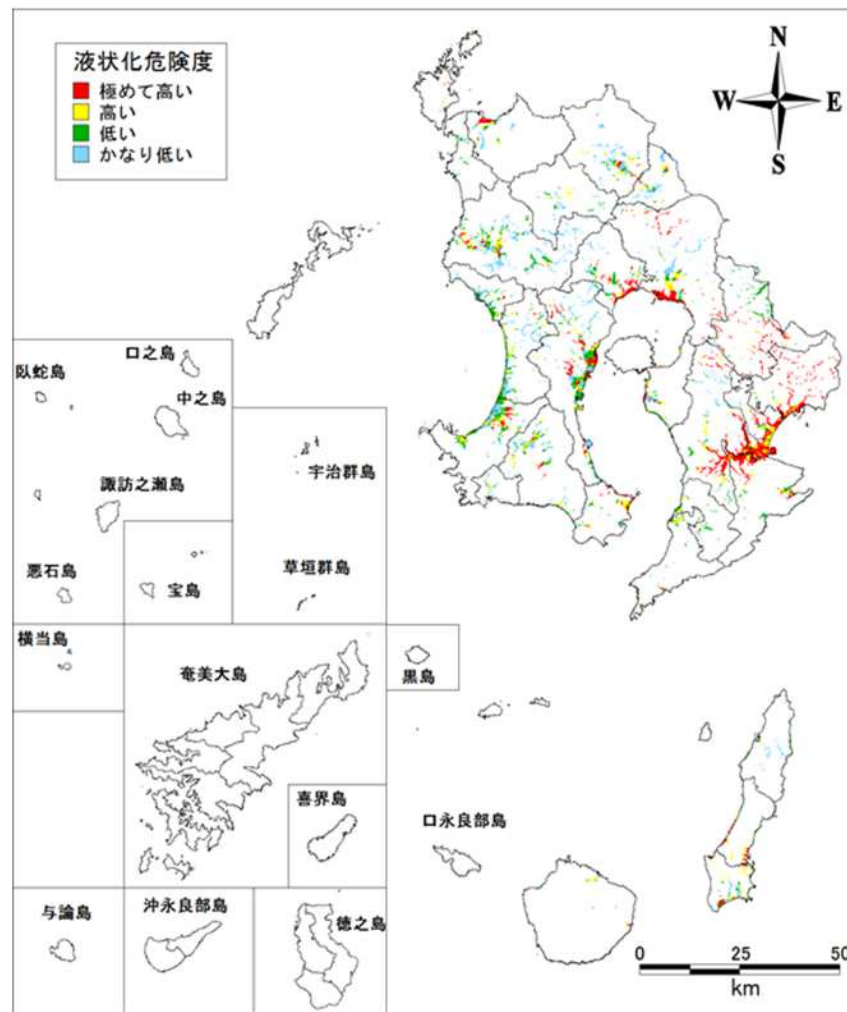 液状化危険度
極めて高い
高い
低い
かなり低い
N
W E
S
口之島
臥蛇島
中之島
宇治群島
諏訪之瀬島
悪石島
宝島
草垣群島
横当島
奄美大島
黒島
喜界島
口永良部島
与論島
沖永良部島
徳之島
0 25 50
km